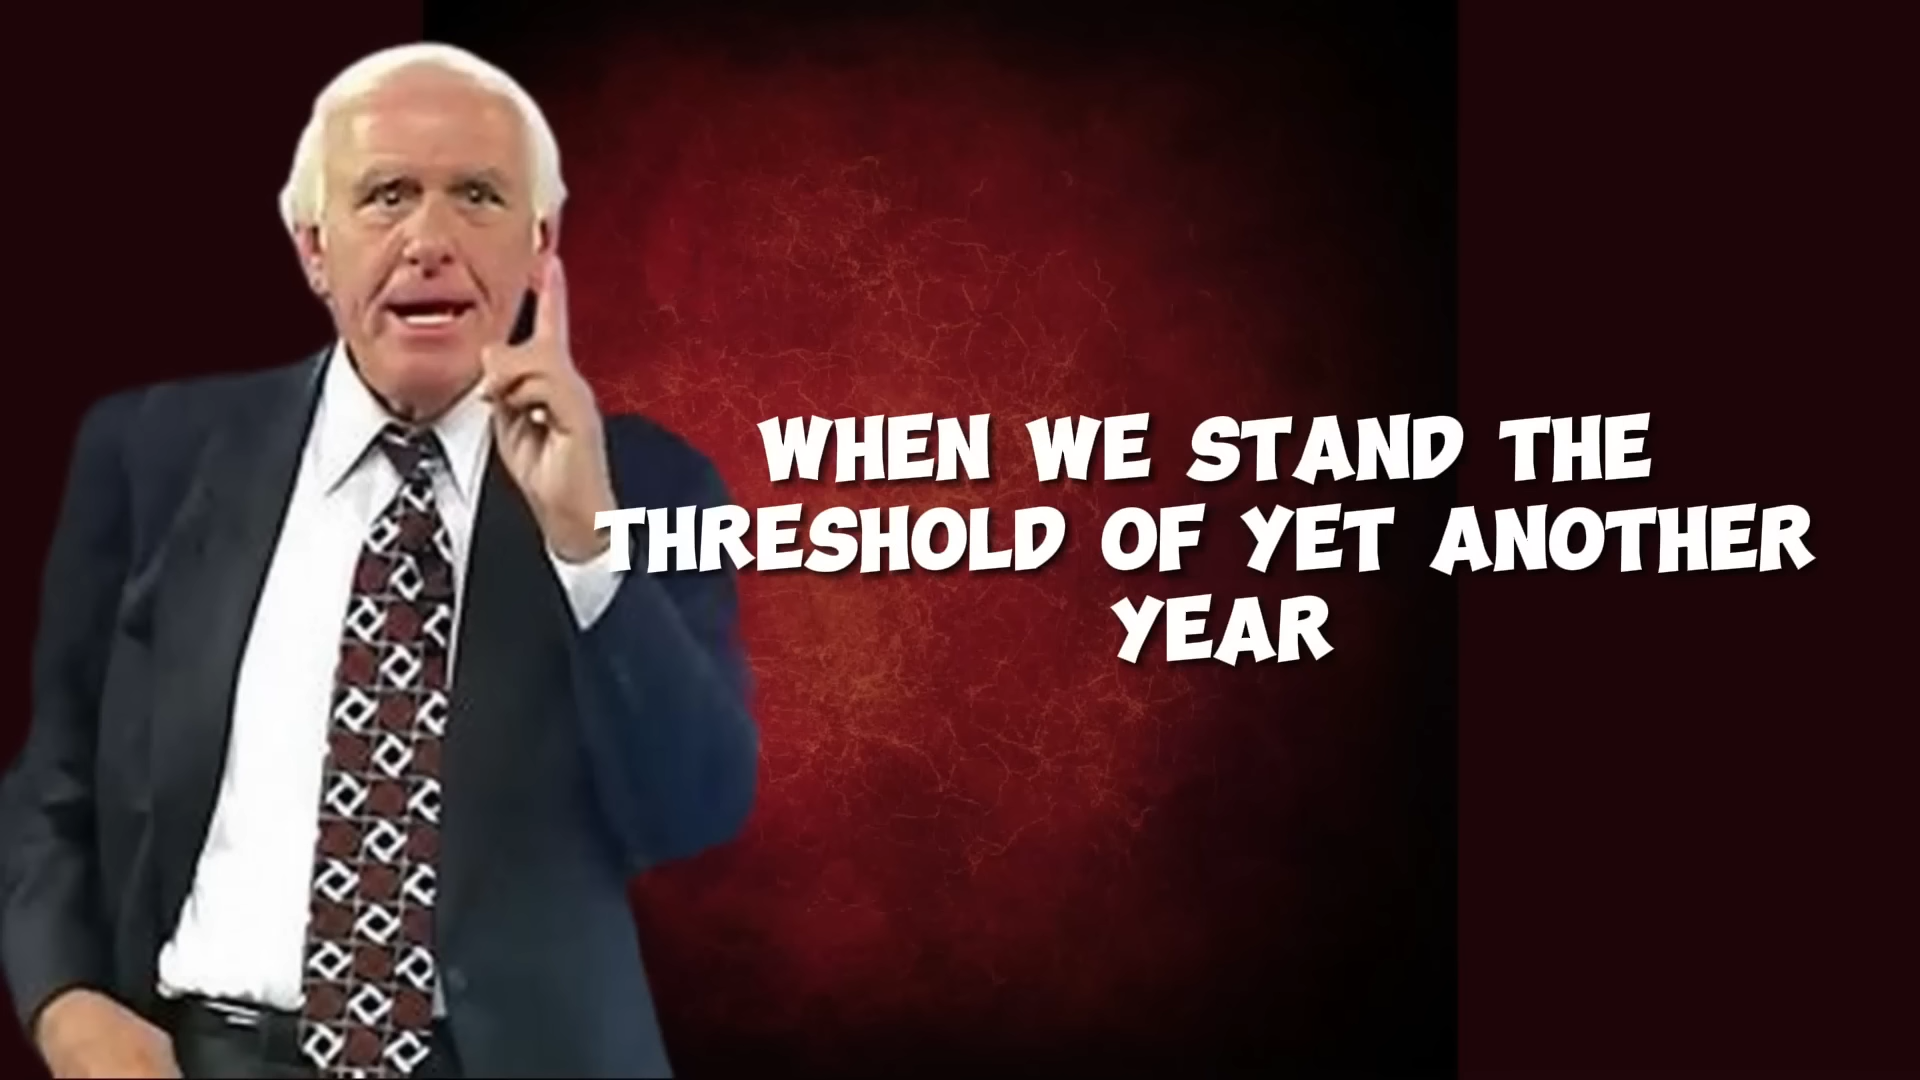 WHEN WE STAND THE
THRESHOLD OF YET ANOTHER
YEAR